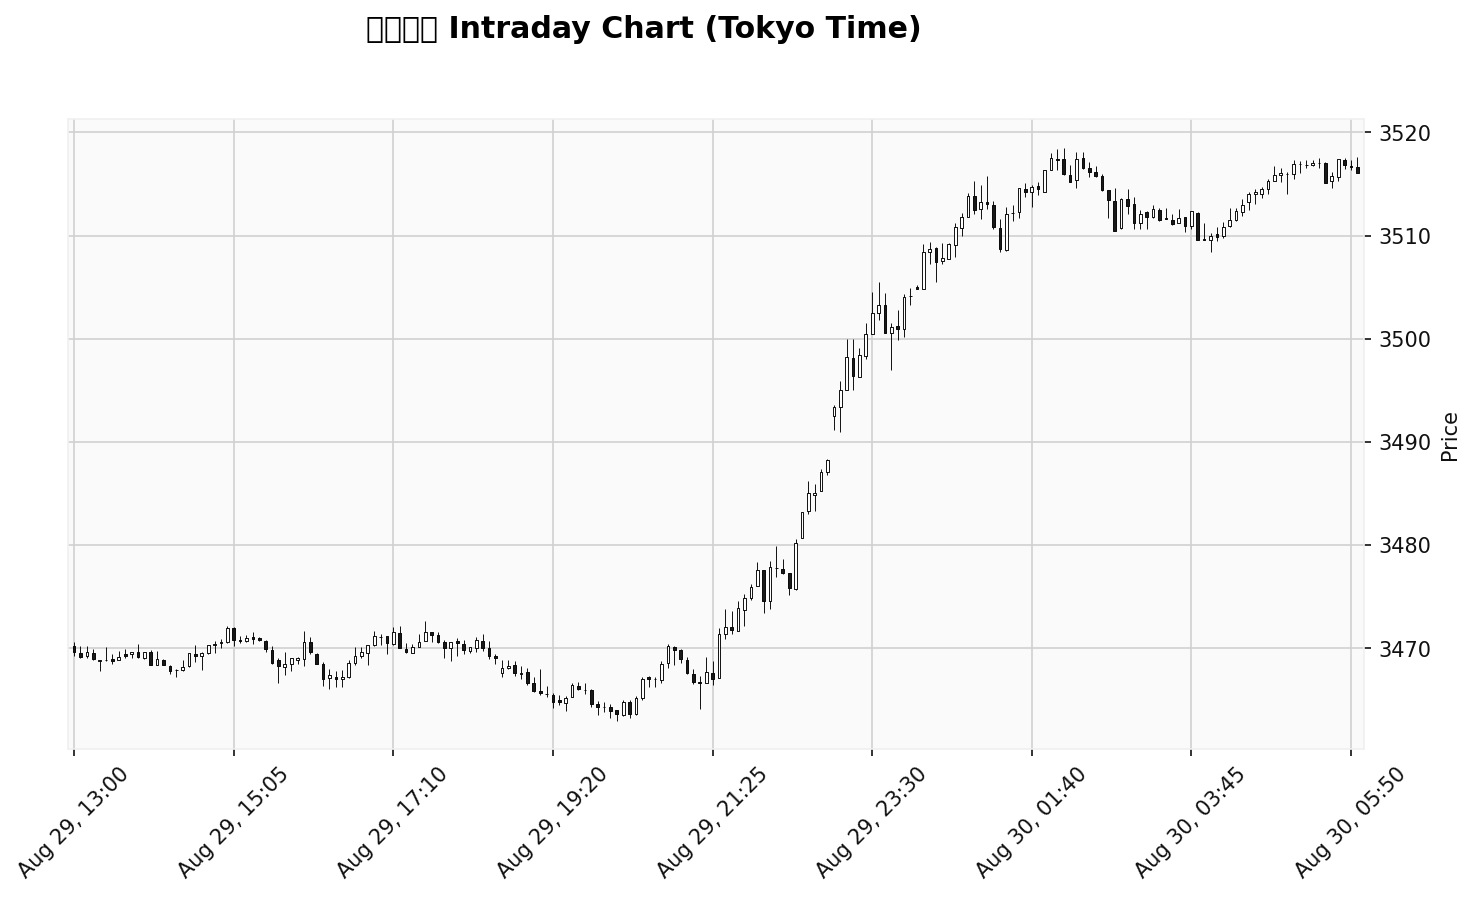 Intraday Chart (Tokyo Time)
3520
3510
3500
3490
3480
3470
Price
Aug 29, 13:00
Aug 29, 15:05
Aug 29, 17:10
Aug 29, 19:20
Aug 29, 21:25
Aug 29, 23:30
Aug 30, 01:40
Aug 30, 03:45
Aug 30, 05:50